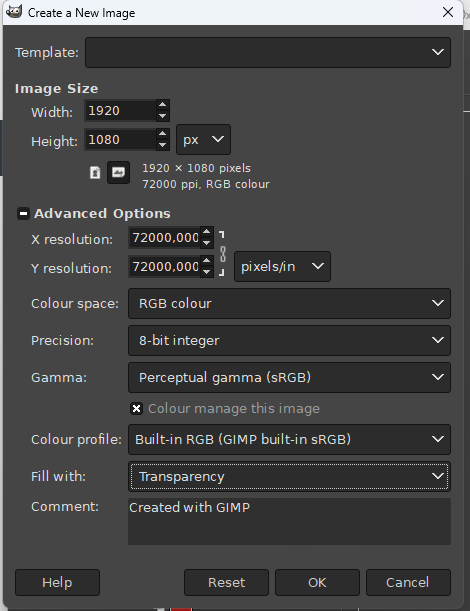 Create a New Image
Template:
Image Size
Width: 1920
Height: 1080 px
1920 × 1080 pixels
72000 ppi, RGB colour
Advanced Options
X resolution: 72000,000
Y resolution: 72000,000 pixels/in
Colour space: RGB colour
Precision: 8-bit integer
Gamma: Perceptual gamma (sRGB)
Colour manage this image
Colour profile: Built-in RGB (GIMP built-in sRGB)
Fill with: Transparency
Comment: Created with GIMP
Help Reset OK Cancel